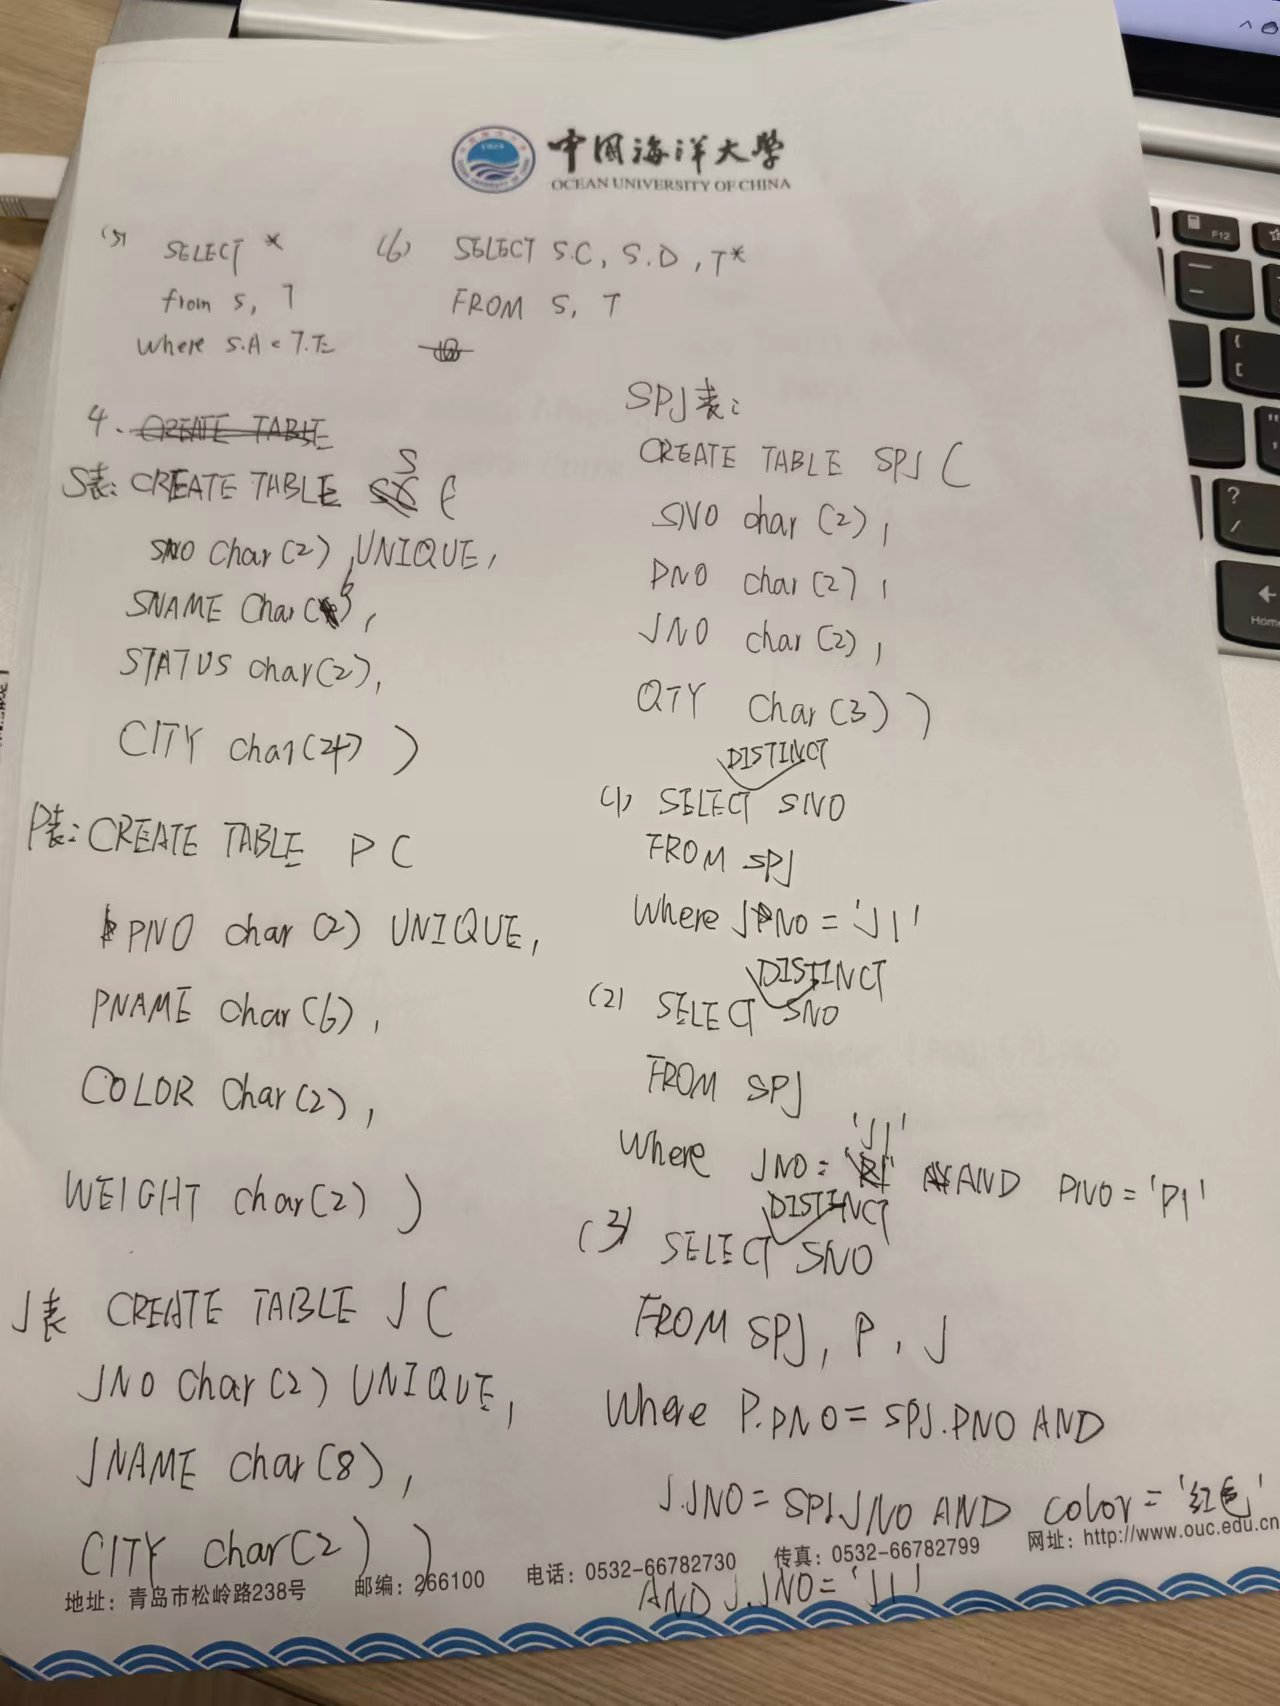 中国海洋大学
OCEAN UNIVERSITY OF CHINA
(5) SELECT *
from S, T
where S.A < T.E
(6) SELECT S.C, S.D, T*
FROM S, T
4. CREATE TABLE
S表: CREATE TABLE S (
SNO char(2), UNIQUE,
SNAME char(6),
STATUS char(2),
CITY char(4) )
P表: CREATE TABLE P (
PNO char(2) UNIQUE,
PNAME char(6),
COLOR char(2),
WEIGHT char(2) )
J表 CREATE TABLE J (
JNO char(2) UNIQUE,
JNAME char(8),
CITY char(2) )
SPJ表:
CREATE TABLE SPJ (
SNO char(2),
PNO char(2),
JNO char(2),
QTY char(3) )
DISTINCT
(1) SELECT SNO
FROM SPJ
Where JNO = 'J1'
DISTINCT
(2) SELECT SNO
FROM SPJ
Where JNO = 'J1' AND PNO = 'P1'
DISTINCT
(3) SELECT SNO
FROM SPJ, P, J
Where P.PNO = SPJ.PNO AND
J.JNO = SPJ.JNO AND color = '红色'
AND J.JNO = 'J1'
地址：青岛市松岭路238号 邮编：266100 电话：0532-66782730 传真：0532-66782799 网址：http://www.ouc.edu.cn
F12
?
/
Home